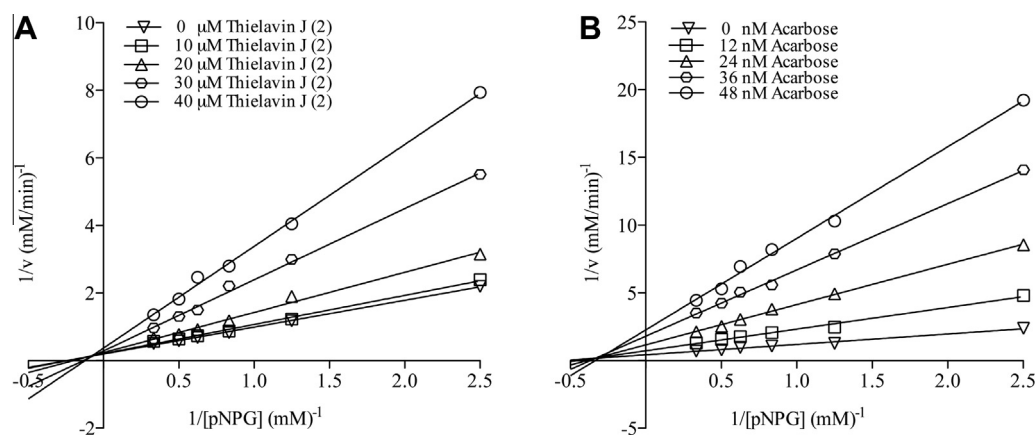 A
10
0 μM Thielavin J (2)
10 μM Thielavin J (2)
20 μM Thielavin J (2)
30 μM Thielavin J (2)
40 μM Thielavin J (2)
8
6
4
2
-2
-0.5
0.5
1.0
1.5
2.0
2.5
1/v (mM/min)-1
1/[pNPG] (mM)-1
B
25
0 nM Acarbose
12 nM Acarbose
24 nM Acarbose
36 nM Acarbose
48 nM Acarbose
20
15
10
5
-5
-0.5
0.5
1.0
1.5
2.0
2.5
1/v (mM/min)-1
1/[pNPG] (mM)-1